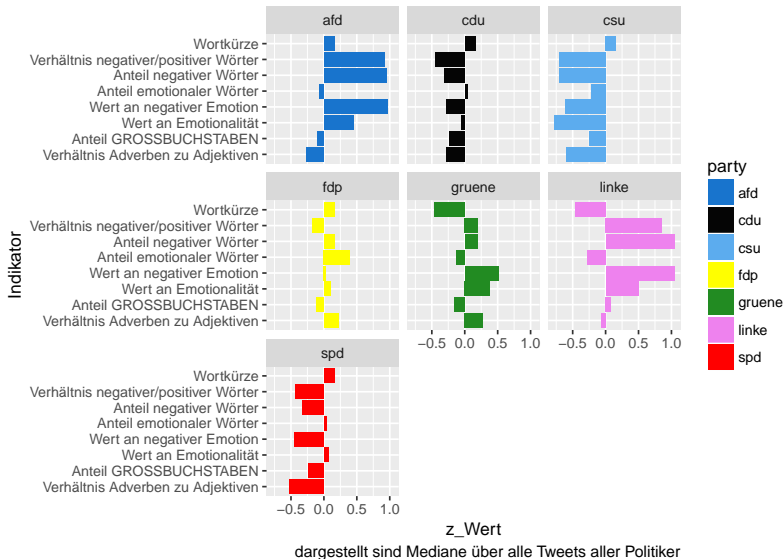 afd
cdu
csu
Wortkürze
Verhältnis negativer/positiver Wörter
Anteil negativer Wörter
Anteil emotionaler Wörter
Wert an negativer Emotion
Wert an Emotionalität
Anteil GROSSBUCHSTABEN
Verhältnis Adverben zu Adjektiven
fdp
gruene
linke
Wortkürze
Verhältnis negativer/positiver Wörter
Anteil negativer Wörter
Anteil emotionaler Wörter
Wert an negativer Emotion
Wert an Emotionalität
Anteil GROSSBUCHSTABEN
Verhältnis Adverben zu Adjektiven
−0.5 0.0 0.5 1.0
−0.5 0.0 0.5 1.0
spd
Wortkürze
Verhältnis negativer/positiver Wörter
Anteil negativer Wörter
Anteil emotionaler Wörter
Wert an negativer Emotion
Wert an Emotionalität
Anteil GROSSBUCHSTABEN
Verhältnis Adverben zu Adjektiven
−0.5 0.0 0.5 1.0
Indikator
z_Wert
dargestellt sind Mediane über alle Tweets aller Politiker
party
afd
cdu
csu
fdp
gruene
linke
spd